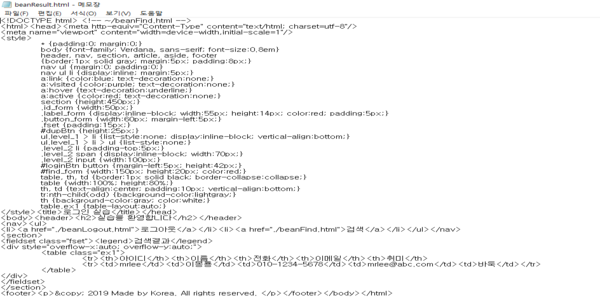 beanResult.html - 메모장
파일(F) 편집(E) 서식(O) 보기(V) 도움말
<!DOCTYPE html> <!-- ~/beanFind.html -->
<html><head><meta http-equiv="Content-Type" content="text/html; charset=utf-8"/>
<meta name="viewport" content="width=device-width,initial-scale=1"/>
<style>
* {padding:0; margin:0;}
body {font-family: Verdana, sans-serif; font-size:0.8em}
header, nav, section, article, aside, footer
{border:1px solid gray; margin:5px; padding:8px;}
nav ul {margin:0; padding:0;}
nav ul li {display:inline; margin:5px;}
a:link {color:blue; text-decoration:none;}
a:visited {color:purple; text-decoration:none;}
a:hover {text-decoration:underline;}
a:active {color:red; text-decoration:none;}
section {height:450px;}
.id_form {width:50px;}
.label_form {display:inline-block; width:55px; height:14px; color:red; padding:5px;}
.button_form {width:60px; margin-left:5px;}
.fset {padding:15px;}
#dupBtn {height:25px;}
ul.level_1 > li {list-style:none; display:inline-block; vertical-align:bottom;}
ul.level_1 > li > ul {list-style:none;}
.level_2 li {padding-top:5px;}
.level_2 span {display:inline-block; width:70px;}
.level_2 input {width:100px;}
#loginBtn button {margin-left:5px; height:42px;}
#find_form {width:150px; height:20px; color:red;}
table, th, td {border:1px solid black; border-collapse:collapse;}
table {width:100%; height:80%;}
th, td {text-align:center; padding:10px; vertical-align:bottom;}
tr:nth-child(odd) {background-color:lightgray;}
th {background-color:gray; color:white;}
table.ex1 {table-layout:auto;}
</style><title>로그인 실습</title></head>
<body><header><h2>실습을 환영합니다</h2></header>
<nav><ul>
<li><a href="./beanLogout.html">로그아웃</a></li><li><a href="./beanFind.html">검색</a></li></ul></nav>
<section>
<fieldset class="fset"><legend>검색결과</legend>
<div style="overflow-x:auto; overflow-y:auto;">
<table class="ex1">
<tr><th>아이디</th><th>이름</th><th>전화</th><th>이메일</th><th>취미</th>
<tr><td>mrlee</td><td>이몽룡</td><td>010-1234-5678</td><td>mrlee@abc.com</td><td>바둑</td></tr>
</table>
</div>
</fieldset>
</section>
<footer><p>&copy; 2019 Made by Korea. All rights reserved. </p></footer></body></html>